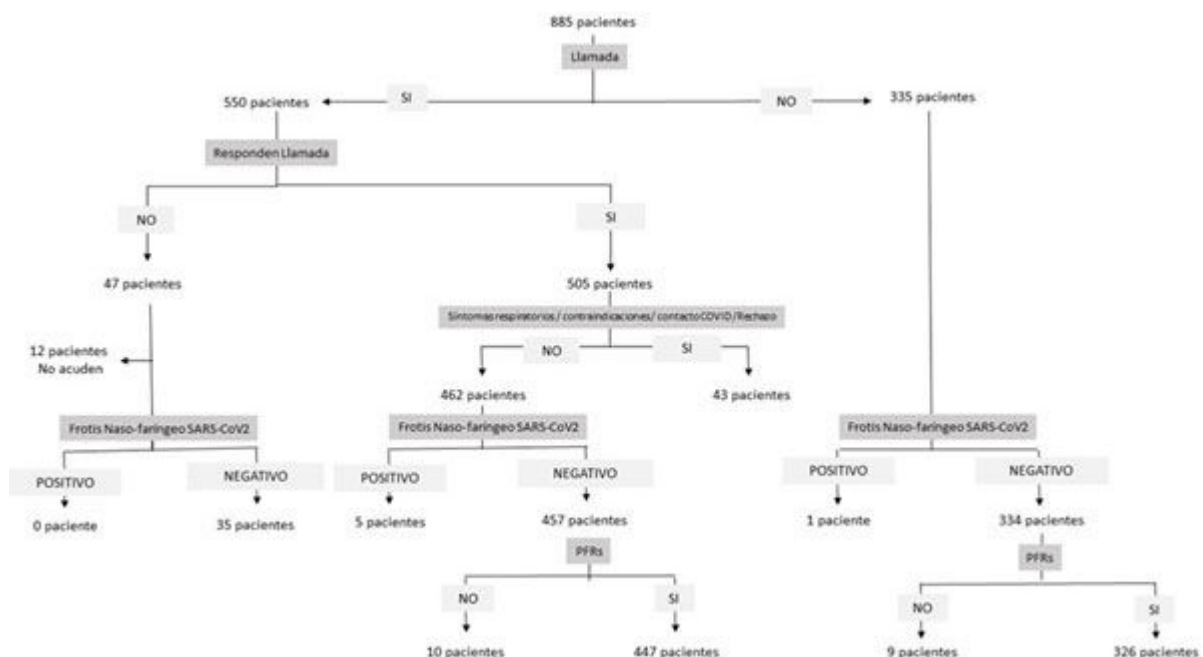 885 pacientes
Llamada
550 pacientes
SI
NO
335 pacientes
Responden Llamada
NO
SI
47 pacientes
505 pacientes
Síntomas respiratorios / contraindicaciones / contacto COVID / Rechazo
12 pacientes
No acuden
NO
SI
462 pacientes
43 pacientes
Frotis Naso-faríngeo SARS-CoV2
Frotis Naso-faríngeo SARS-CoV2
Frotis Naso-faríngeo SARS-CoV2
POSITIVO
NEGATIVO
POSITIVO
NEGATIVO
POSITIVO
NEGATIVO
0 paciente
35 pacientes
5 pacientes
457 pacientes
1 paciente
334 pacientes
PFRs
PFRs
NO
SI
NO
SI
10 pacientes
447 pacientes
9 pacientes
326 pacientes